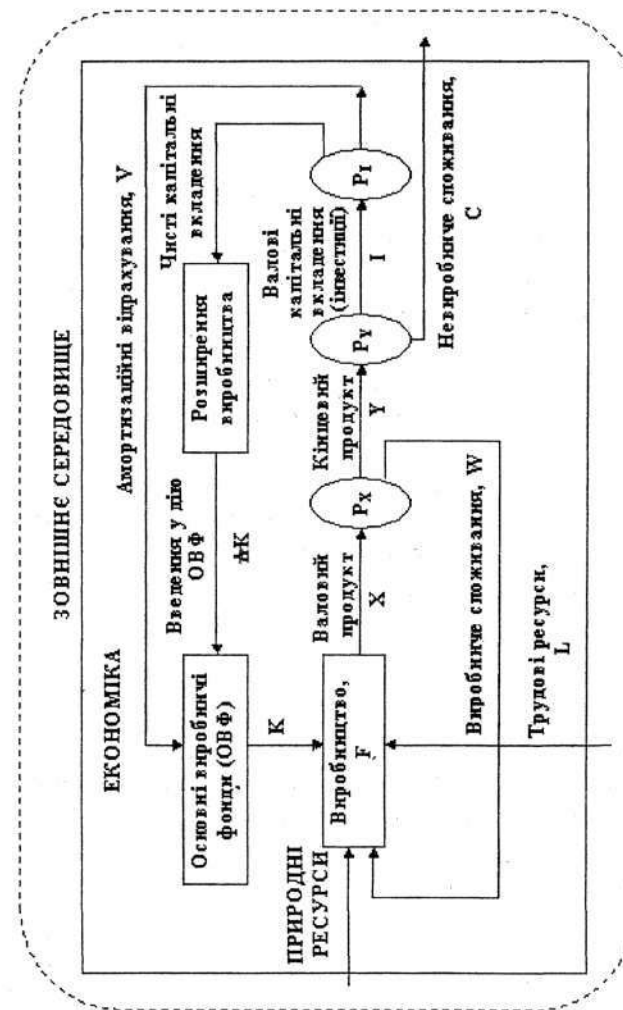 ЗОВНІШНЄ СЕРЕДОВИЩЕ
ЕКОНОМІКА
Амортизаційні відрахування, V
Основні виробничі
фонди (ОВФ)
Введення у дію
ОВФ
ΔK
Розширення
виробництва
Чисті капітальні
вкладення
K
ПРИРОДНІ
РЕСУРСИ
Виробництво,
F
Валовий
продукт
X
PX
Кінцевий
продукт
Y
PY
Валові
капітальні
вкладення
(інвестиції)
I
PI
Виробниче споживання, W
Невиробниче споживання,
C
Трудові ресурси,
L